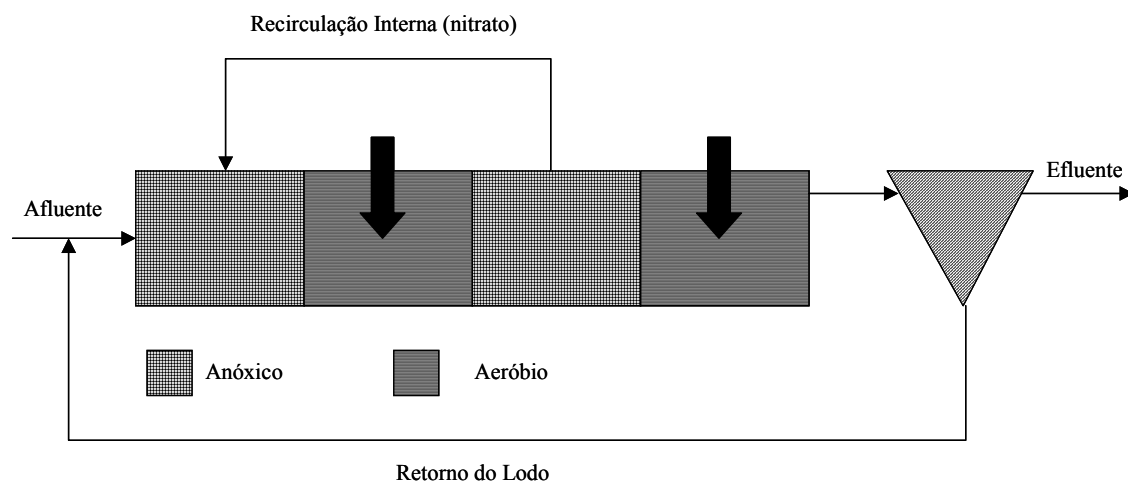 Recirculação Interna (nitrato)
Efluente
Afluente
Anóxico
Aeróbio
Retorno do Lodo